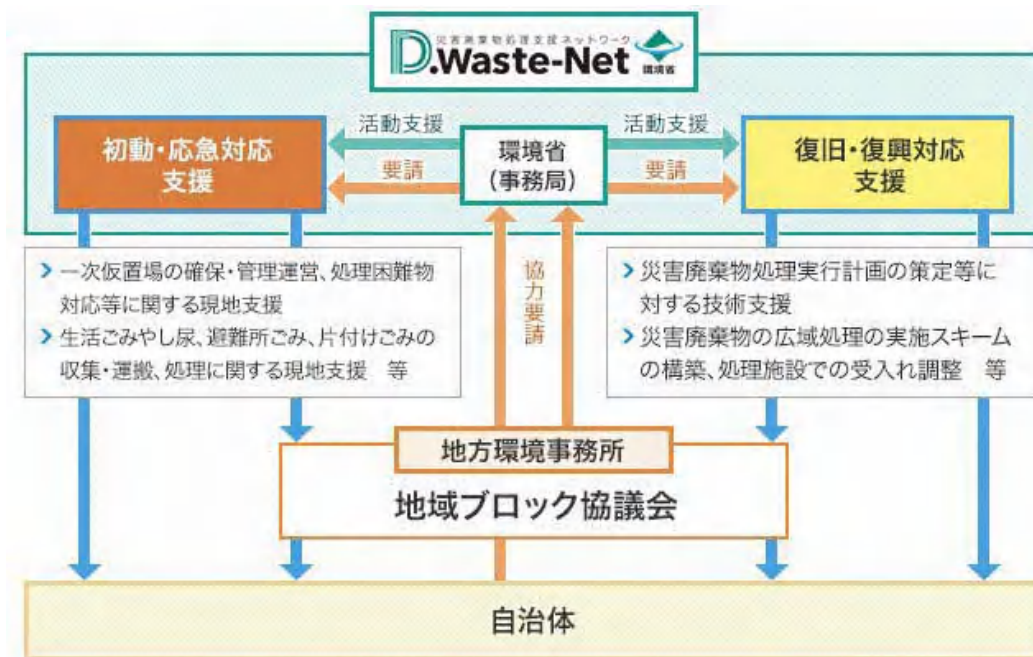 災害廃棄物処理支援ネットワーク
D.Waste-Net
環境省
初動・応急対応
支援
活動支援
要請
環境省
(事務局)
活動支援
要請
復旧・復興対応
支援
一次仮置場の確保・管理運営、処理困難物
対応等に関する現地支援
生活ごみやし尿、避難所ごみ、片付けごみの
収集・運搬、処理に関する現地支援 等
協力要請
災害廃棄物処理実行計画の策定等に
対する技術支援
災害廃棄物の広域処理の実施スキーム
の構築、処理施設での受入れ調整 等
地方環境事務所
地域ブロック協議会
自治体